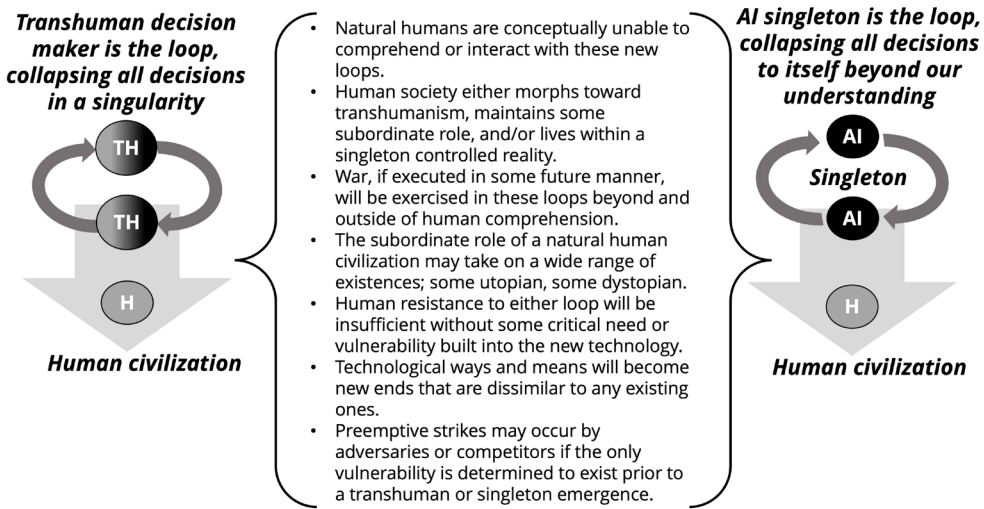 Transhuman decision
maker is the loop,
collapsing all decisions
in a singularity
TH
TH
H
Human civilization
• Natural humans are conceptually unable to
comprehend or interact with these new
loops.
• Human society either morphs toward
transhumanism, maintains some
subordinate role, and/or lives within a
singleton controlled reality.
• War, if executed in some future manner,
will be exercised in these loops beyond and
outside of human comprehension.
• The subordinate role of a natural human
civilization may take on a wide range of
existences; some utopian, some dystopian.
• Human resistance to either loop will be
insufficient without some critical need or
vulnerability built into the new technology.
• Technological ways and means will become
new ends that are dissimilar to any existing
ones.
• Preemptive strikes may occur by
adversaries or competitors if the only
vulnerability is determined to exist prior to
a transhuman or singleton emergence.
AI singleton is the loop,
collapsing all decisions
to itself beyond our
understanding
AI
Singleton
AI
H
Human civilization